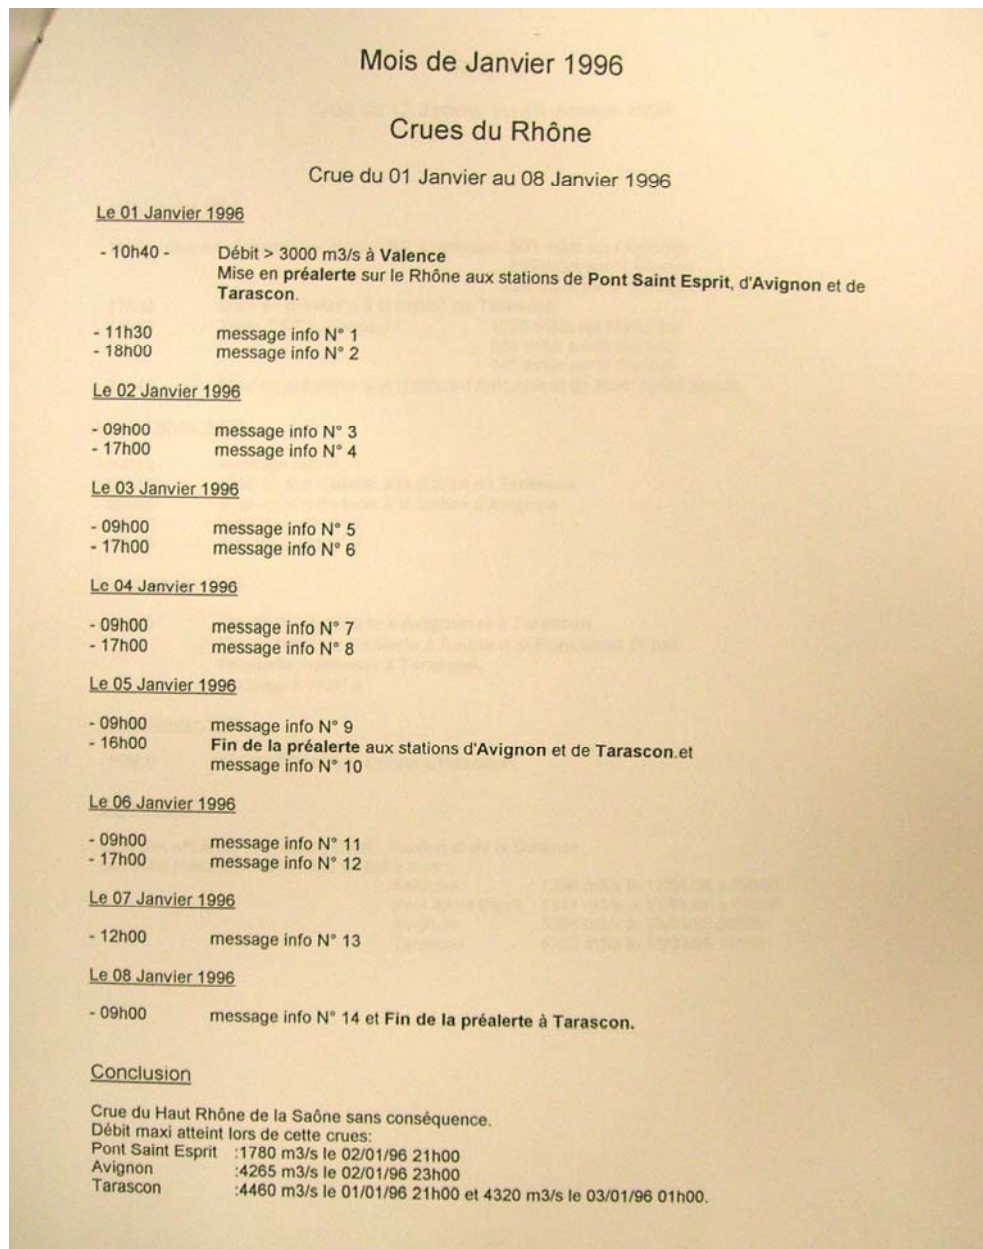 Mois de Janvier 1996
Crues du Rhône
Crue du 01 Janvier au 08 Janvier 1996
Le 01 Janvier 1996
- 10h40 - Débit > 3000 m3/s à Valence
Mise en préalerte sur le Rhône aux stations de Pont Saint Esprit, d'Avignon et de
Tarascon.
- 11h30 message info N° 1
- 18h00 message info N° 2
Le 02 Janvier 1996
- 09h00 message info N° 3
- 17h00 message info N° 4
Le 03 Janvier 1996
- 09h00 message info N° 5
- 17h00 message info N° 6
Le 04 Janvier 1996
- 09h00 message info N° 7
- 17h00 message info N° 8
Le 05 Janvier 1996
- 09h00 message info N° 9
- 16h00 Fin de la préalerte aux stations d'Avignon et de Tarascon.et
message info N° 10
Le 06 Janvier 1996
- 09h00 message info N° 11
- 17h00 message info N° 12
Le 07 Janvier 1996
- 12h00 message info N° 13
Le 08 Janvier 1996
- 09h00 message info N° 14 et Fin de la préalerte à Tarascon.
Conclusion
Crue du Haut Rhône de la Saône sans conséquence.
Débit maxi atteint lors de cette crues:
Pont Saint Esprit :1780 m3/s le 02/01/96 21h00
Avignon :4265 m3/s le 02/01/96 23h00
Tarascon :4460 m3/s le 01/01/96 21h00 et 4320 m3/s le 03/01/96 01h00.